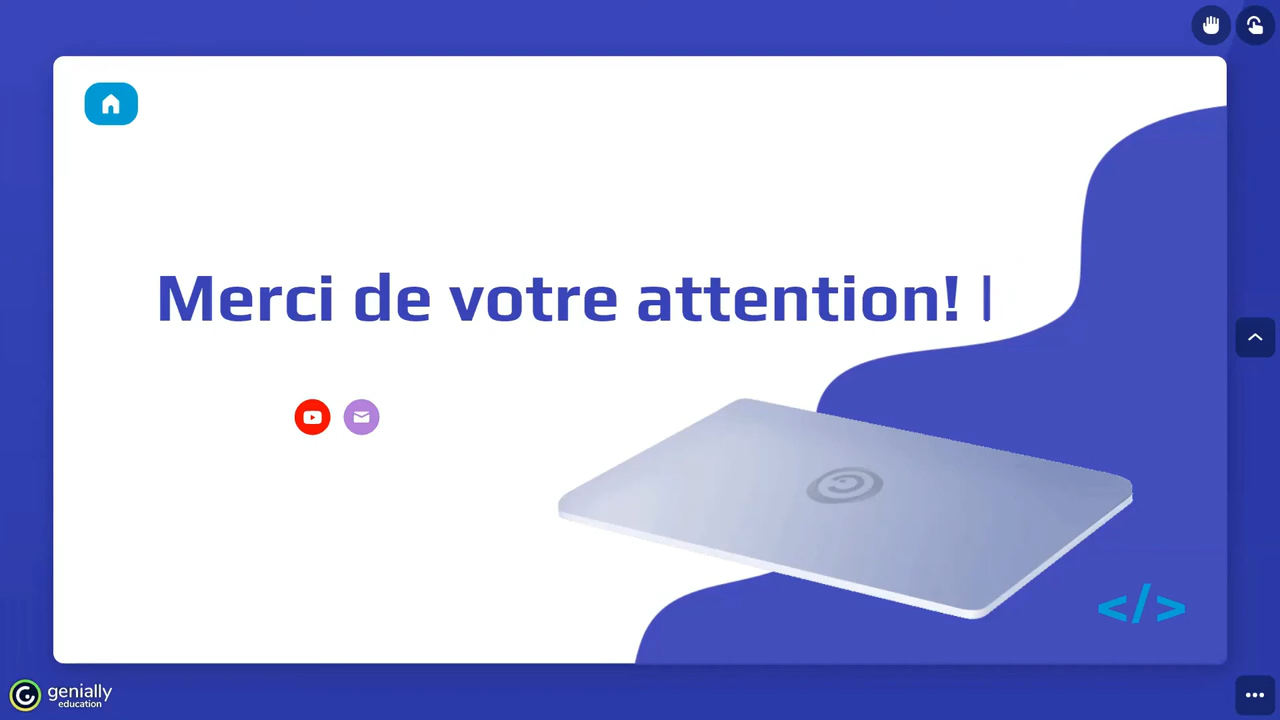 Merci de votre attention! |
</>
genially
education